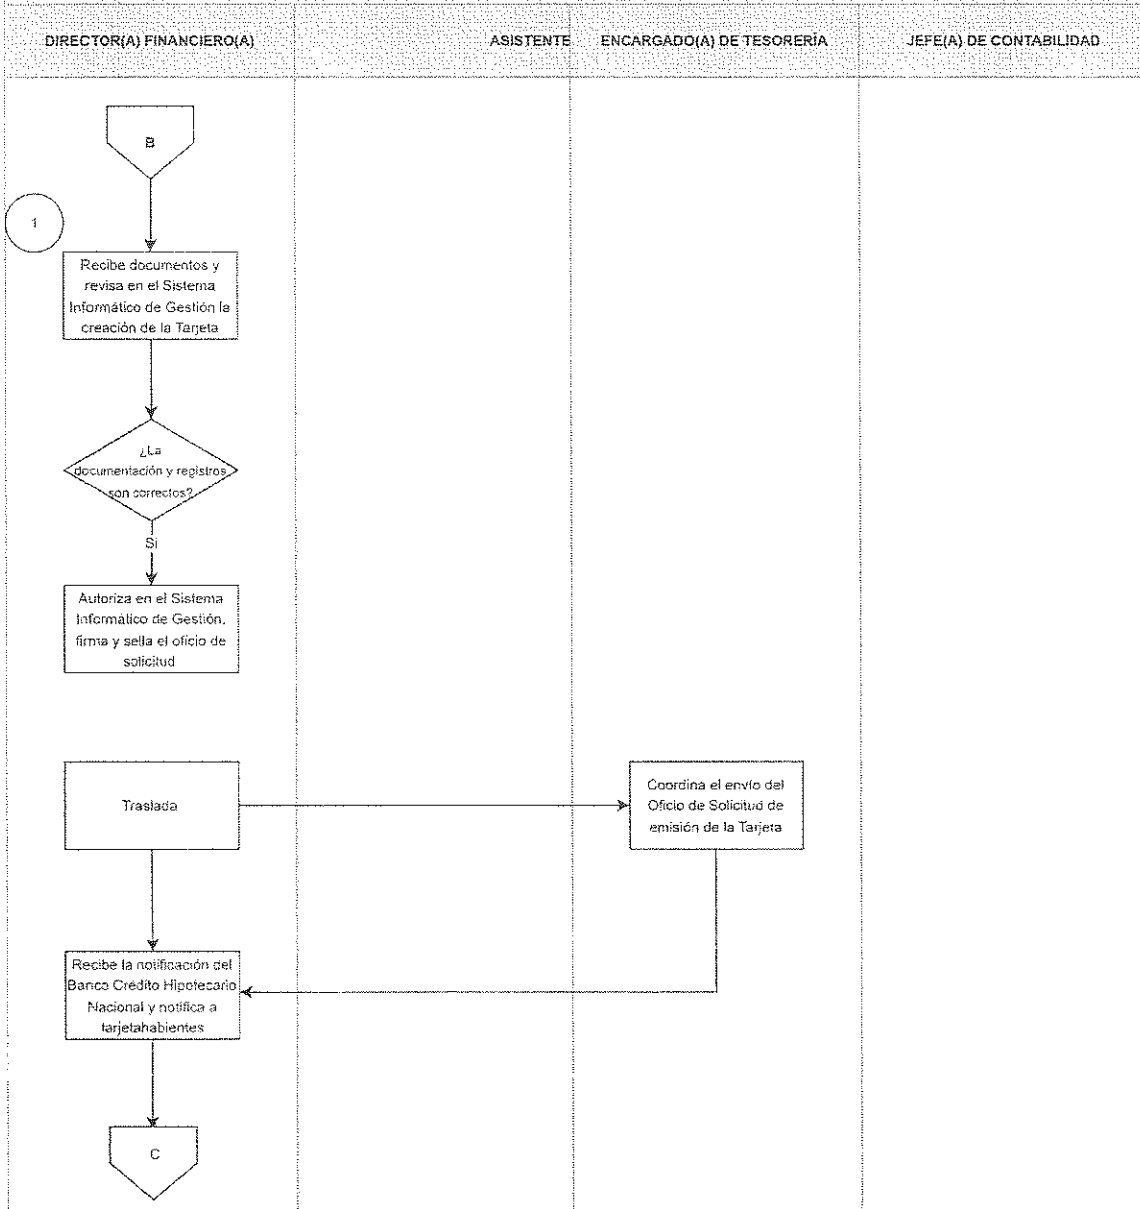 DIRECTOR(A) FINANCIERO(A)
ASISTENTE
ENCARGADO(A) DE TESORERÍA
JEFE(A) DE CONTABILIDAD
B
1
Recibe documentos y
revisa en el Sistema
Informático de Gestión la
creación de la Tarjeta
¿La
documentación y registros
son correctos?
Si
Autoriza en el Sistema
Informático de Gestión,
firma y sella el oficio de
solicitud
Traslada
Coordina el envío del
Oficio de Solicitud de
emisión de la Tarjeta
Recibe la notificación del
Banco Crédito Hipotecario
Nacional y notifica a
tarjetahabientes
C